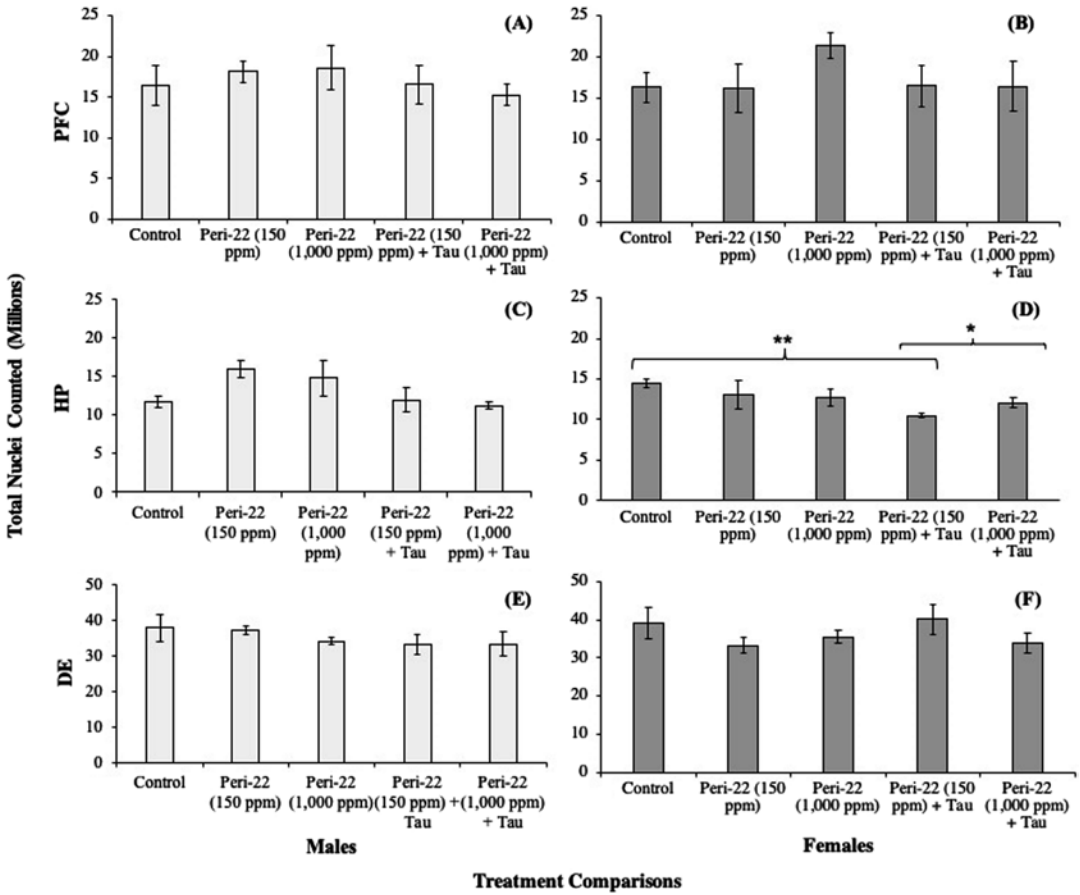 Total Nuclei Counted (Millions)
PFC
25
20
15
10
5
0
(A)
Control
Peri-22 (150
ppm)
Peri-22
(1,000 ppm)
Peri-22 (150
ppm) + Tau
Peri-22
(1,000 ppm)
+ Tau
25
20
15
10
5
0
(B)
Control
Peri-22 (150
ppm)
Peri-22
(1,000 ppm)
Peri-22 (150
ppm) + Tau
Peri-22
(1,000 ppm)
+ Tau
HP
25
20
15
10
5
0
(C)
Control
Peri-22
(150 ppm)
Peri-22
(1,000
ppm)
Peri-22
(150 ppm)
+ Tau
Peri-22
(1,000
ppm) + Tau
25
20
15
10
5
0
(D)
**
*
Control
Peri-22 (150
ppm)
Peri-22
(1,000 ppm)
Peri-22 (150
ppm) + Tau
Peri-22
(1,000 ppm)
+ Tau
DE
50
40
30
20
10
0
(E)
Control
Peri-22
(150 ppm)
Peri-22
(1,000 ppm)
Peri-22
(150 ppm) +
Tau
Peri-22
(1,000 ppm)
+ Tau
Males
50
40
30
20
10
0
(F)
Control
Peri-22 (150
ppm)
Peri-22
(1,000 ppm)
Peri-22 (150
ppm) + Tau
Peri-22
(1,000 ppm)
+ Tau
Females
Treatment Comparisons